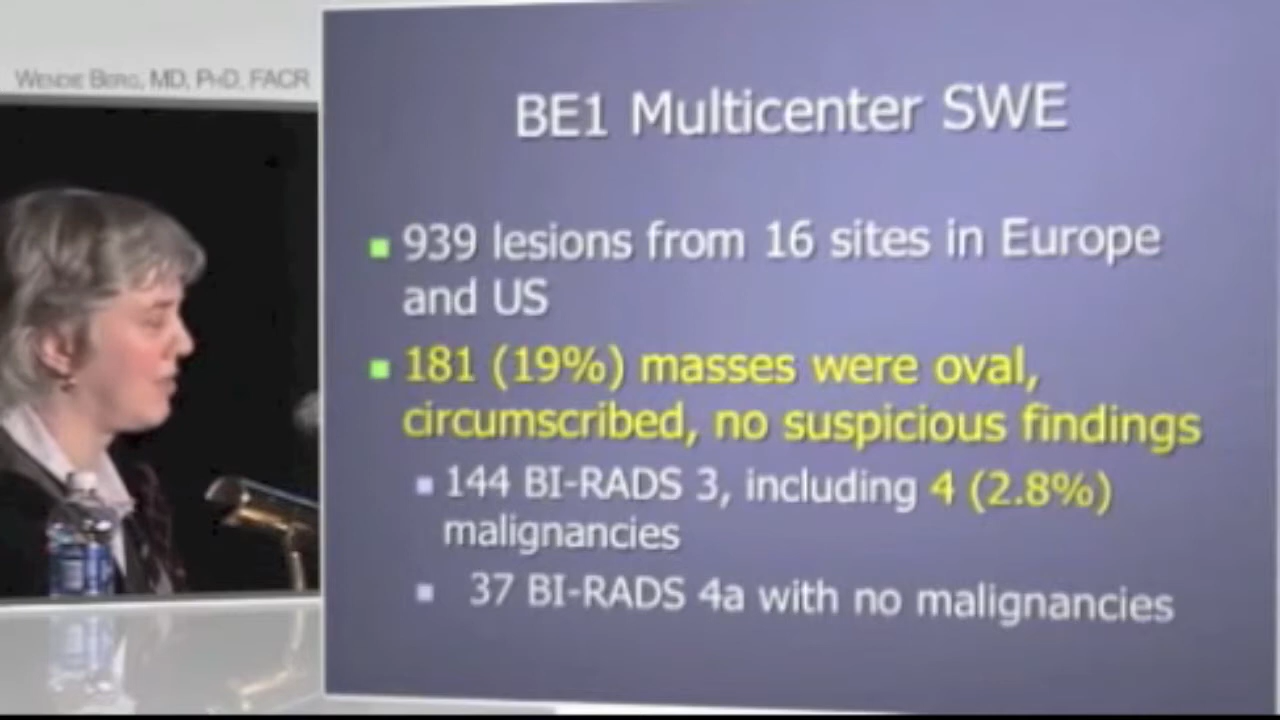 WENDIE BERG, MD, PHD, FACR
BE1 Multicenter SWE
939 lesions from 16 sites in Europe
and US
181 (19%) masses were oval,
circumscribed, no suspicious findings
144 BI-RADS 3, including 4 (2.8%)
malignancies
37 BI-RADS 4a with no malignancies